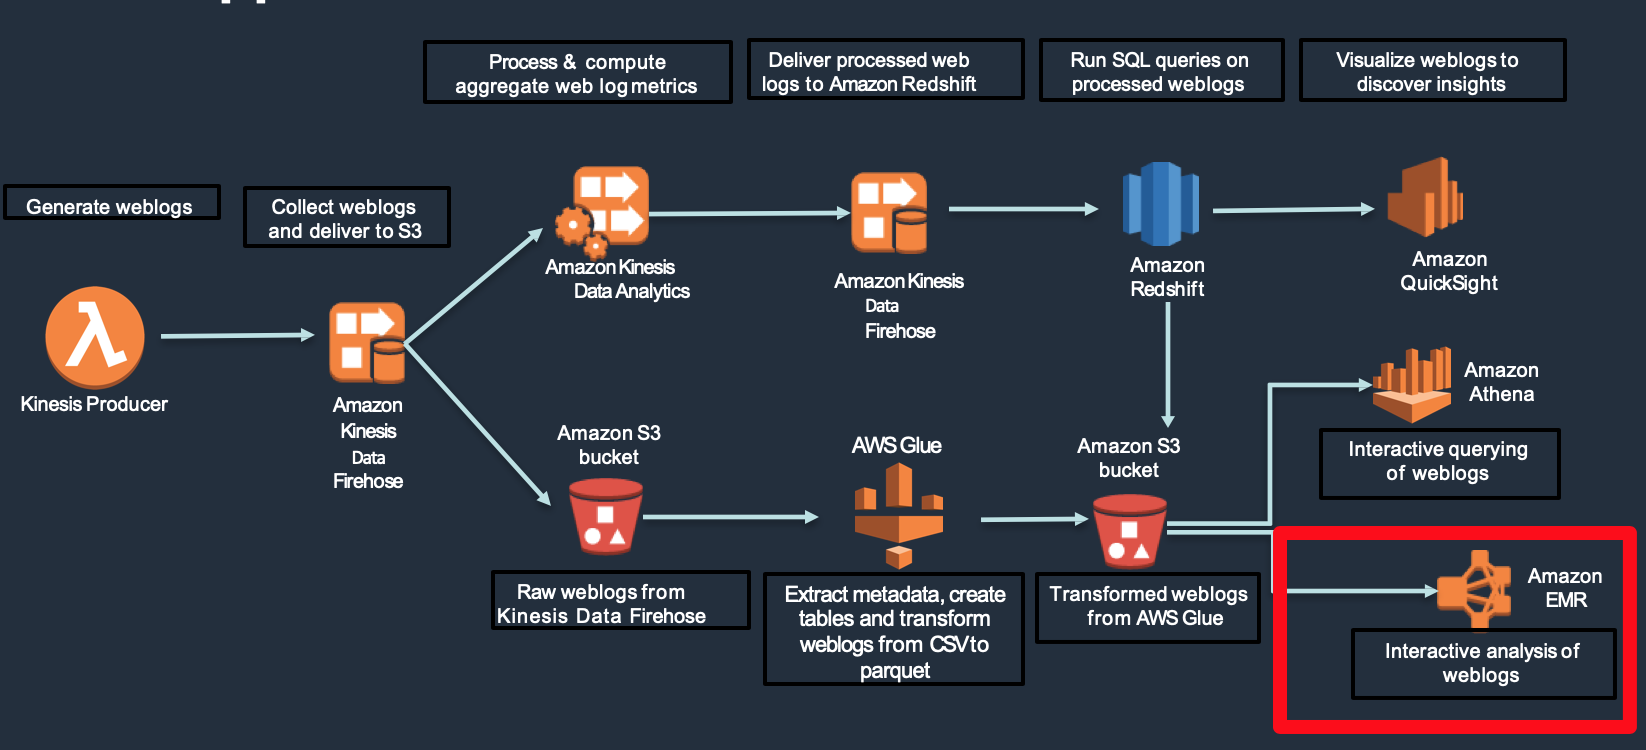 Process & compute
aggregate web log metrics
Deliver processed web
logs to Amazon Redshift
Run SQL queries on
processed weblogs
Visualize weblogs to
discover insights
Generate weblogs
Collect weblogs
and deliver to S3
Amazon Kinesis
Data Analytics
Amazon Kinesis
Data
Firehose
Amazon
Redshift
Amazon
QuickSight
Kinesis Producer
Amazon
Kinesis
Data
Firehose
Amazon S3
bucket
AWS Glue
Amazon S3
bucket
Amazon
Athena
Interactive querying
of weblogs
Raw weblogs from
Kinesis Data Firehose
Extract metadata, create
tables and transform
weblogs from CSV to
parquet
Transformed weblogs
from AWS Glue
Amazon
EMR
Interactive analysis of
weblogs